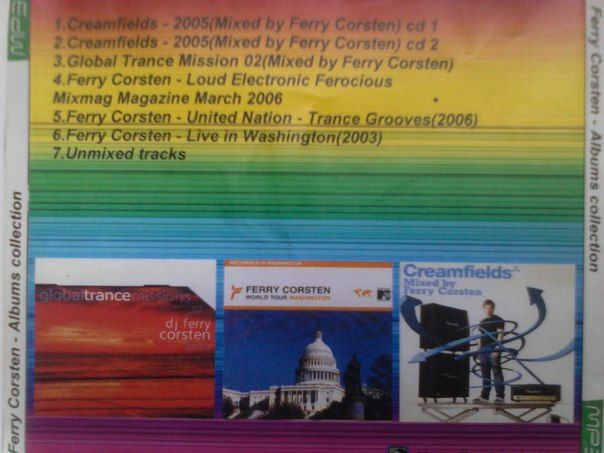 MP3
Ferry Corsten - Albums collection
1.Creamfields - 2005(Mixed by Ferry Corsten) cd 1
2.Creamfields - 2005(Mixed by Ferry Corsten) cd 2
3.Global Trance Mission 02(Mixed by Ferry Corsten)
4.Ferry Corsten - Loud Electronic Ferocious
Mixmag Magazine March 2006
5.Ferry Corsten - United Nation - Trance Grooves(2006)
6.Ferry Corsten - Live in Washington(2003)
7.Unmixed tracks
globaltrancemissions
dj ferry
corsten
RECORDED IN WASHINGTON
FERRY CORSTEN
WORLD TOUR WASHINGTON
Creamfields
Mixed by
Ferry Corsten
Ferry Corsten - Albums collection
MP3